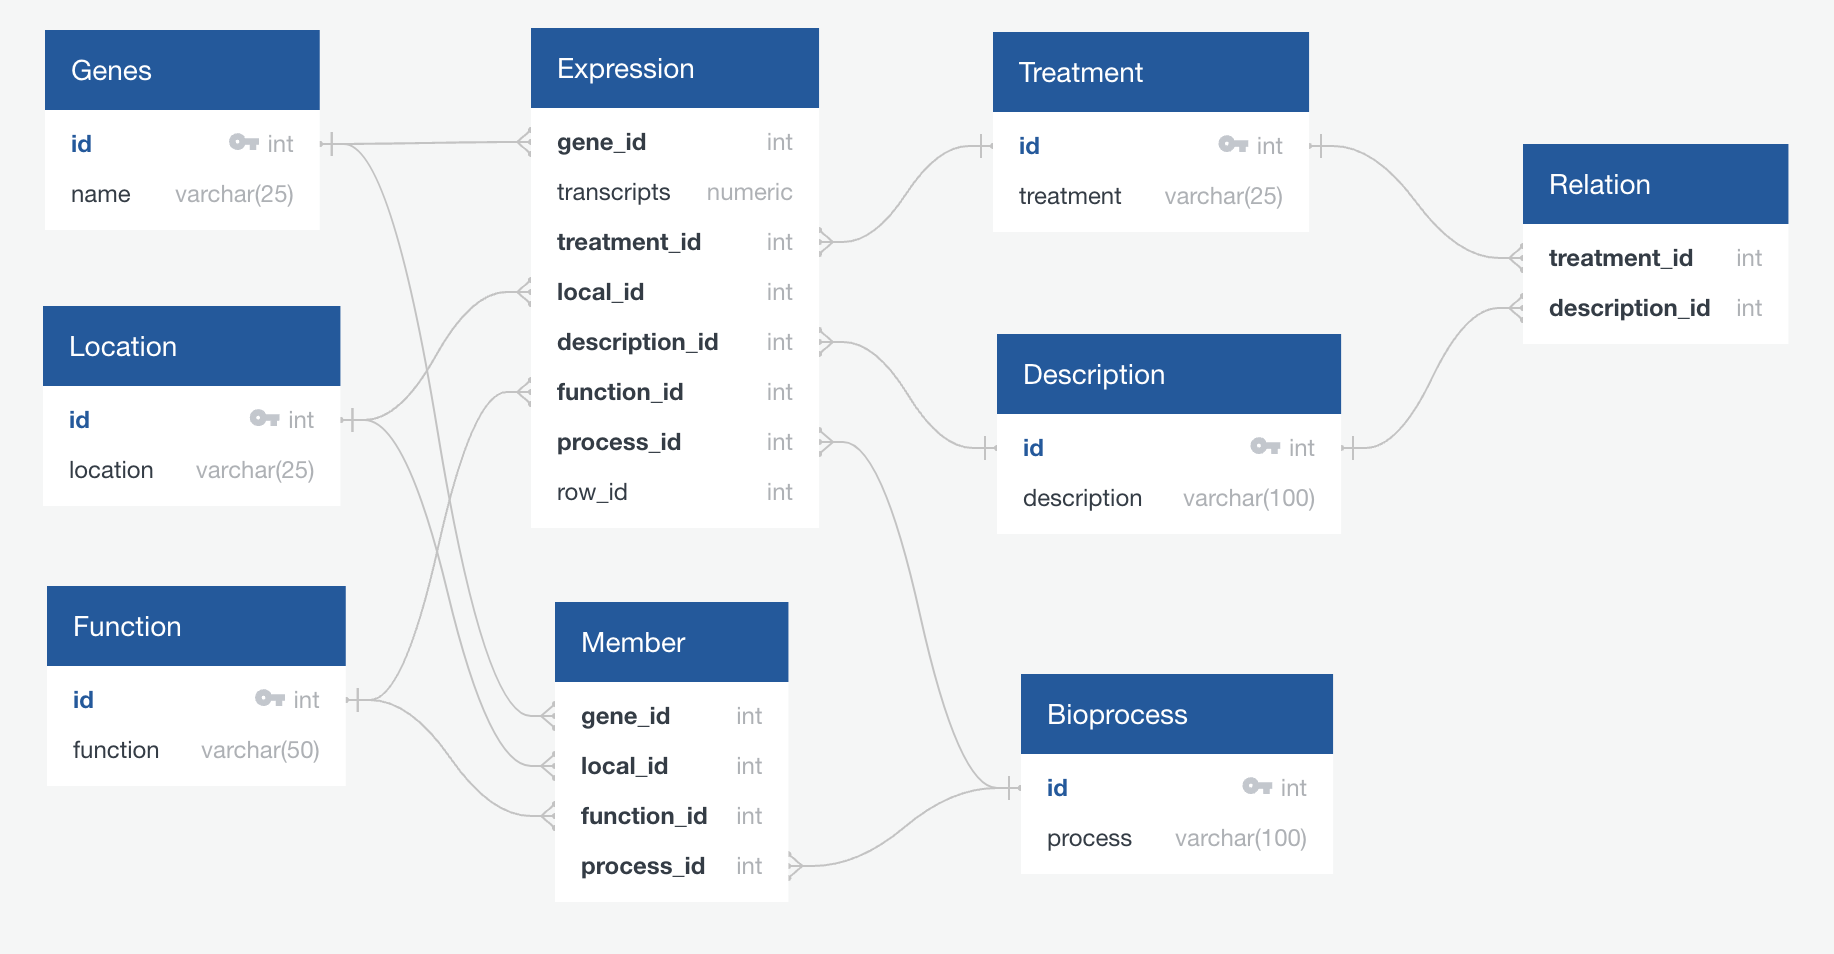 Genes
id int
name varchar(25)
Location
id int
location varchar(25)
Function
id int
function varchar(50)
Expression
gene_id int
transcripts numeric
treatment_id int
local_id int
description_id int
function_id int
process_id int
row_id int
Member
gene_id int
local_id int
function_id int
process_id int
Treatment
id int
treatment varchar(25)
Description
id int
description varchar(100)
Bioprocess
id int
process varchar(100)
Relation
treatment_id int
description_id int